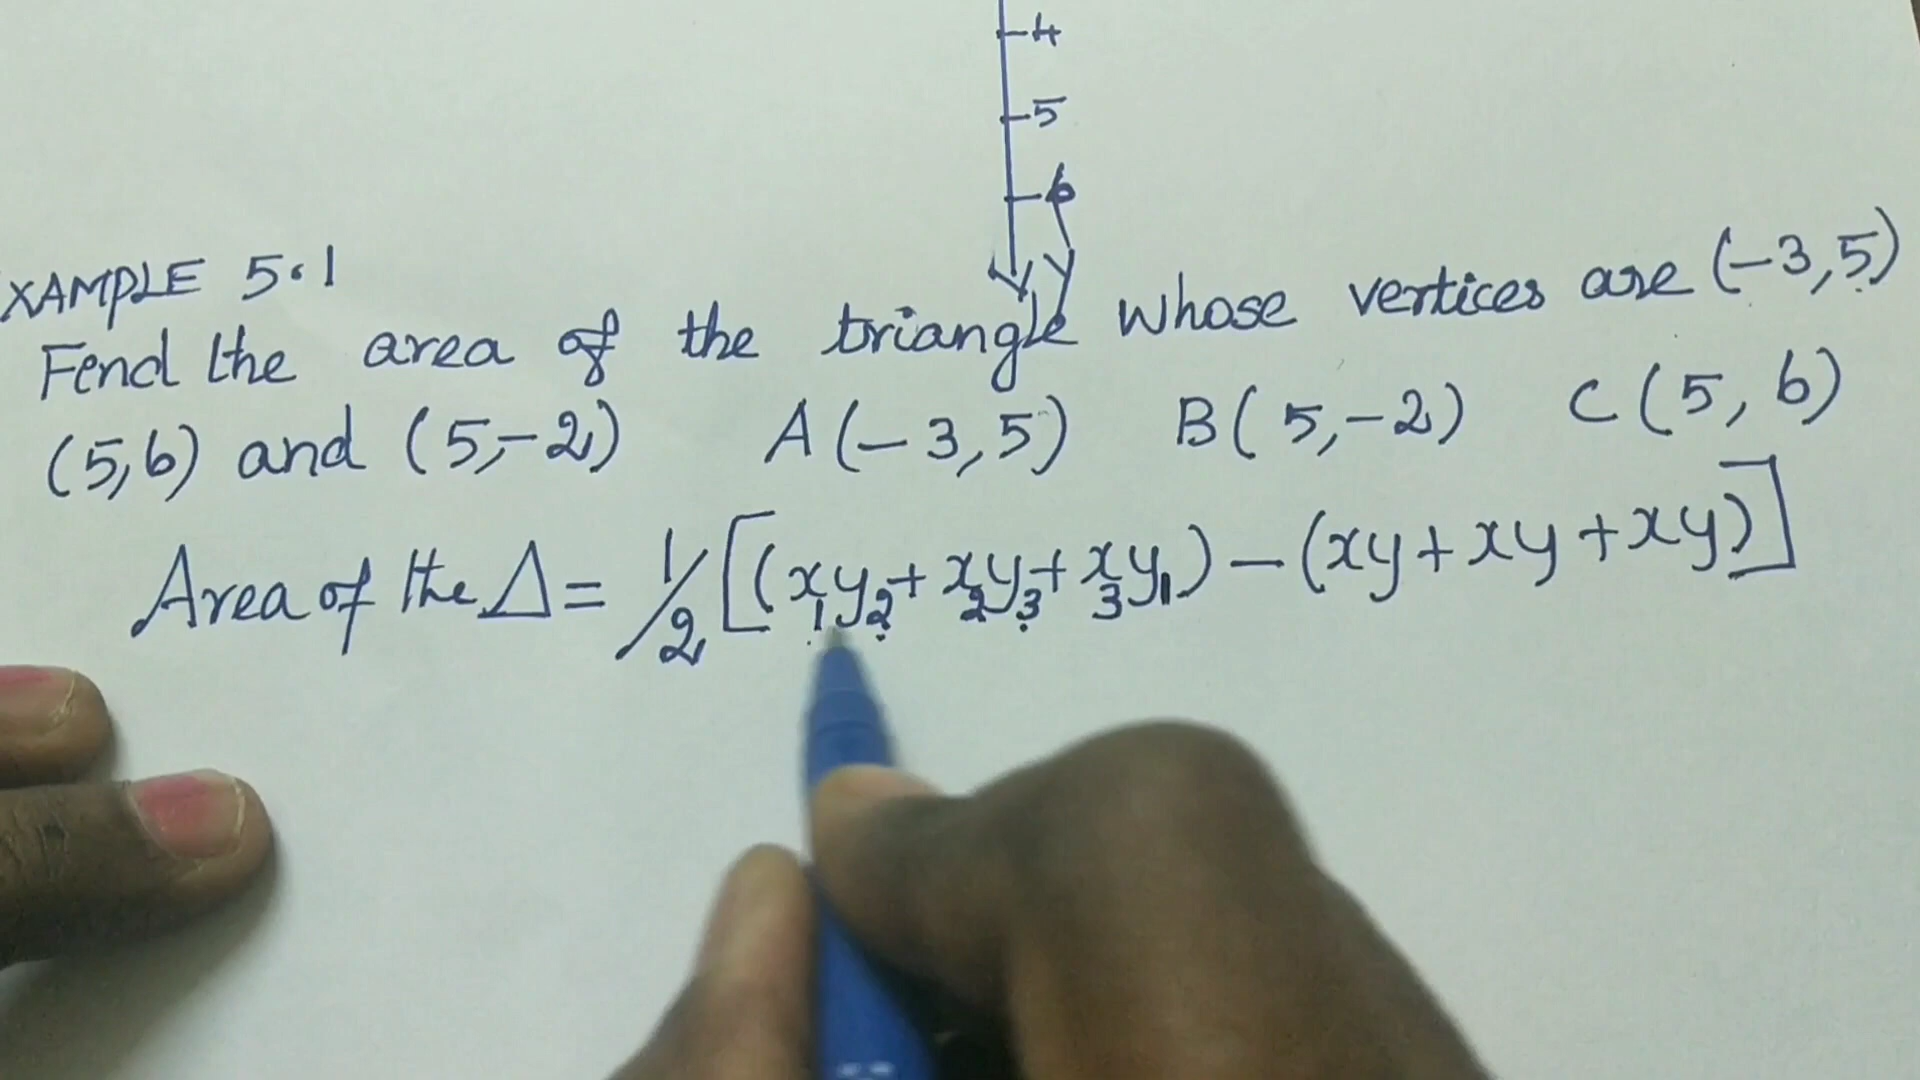 4
5
6
Y
XAMPLE 5.1
Fend the area of the triangle whose vertices are (-3,5)
(5,6) and (5,-2) A(-3,5) B(5,-2) C(5,6)
Area of the Δ = 1/2 [(x₁y₂ + x₂y₃ + x₃y₁) - (xy + xy + xy)]